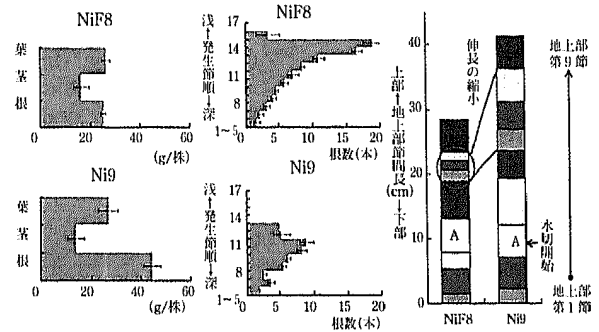 NiF8
葉
茎
根
0 20 40 60
(g/株)
Ni9
葉
茎
根
0 20 40 60
(g/株)
NiF8
浅←発生節順→深
17
14
11
8
1~5
0 5 10 15 20
根数(本)
Ni9
浅←発生節順→深
17
14
11
8
1~5
0 5 10 15 20
根数(本)
上部←地上部節間長(cm)→下部
40
30
20
10
0
伸長の縮小
A
A
NiF8
Ni9
地上部第9節
水切開始
地上部第1節